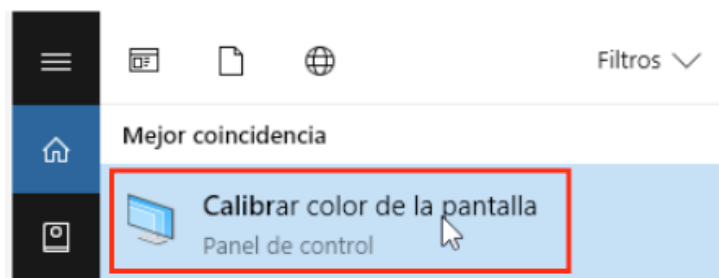 Filtros
Mejor coincidencia
Calibrar color de la pantalla
Panel de control